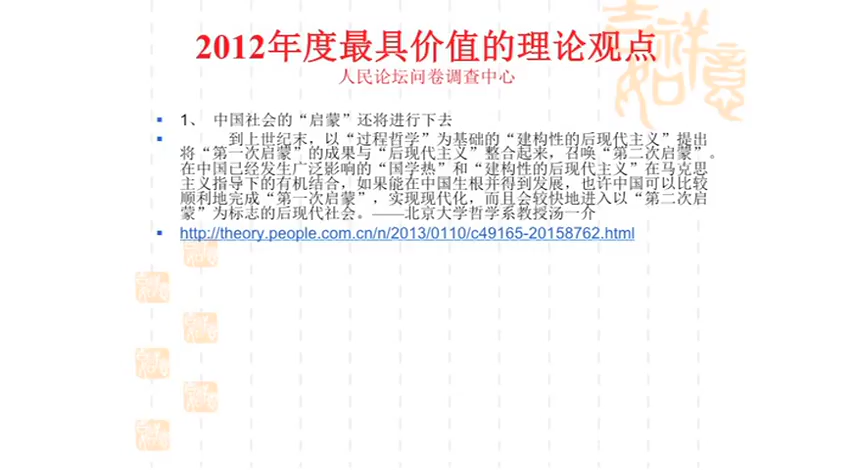 2012年度最具价值的理论观点
人民论坛问卷调查中心
1、 中国社会的“启蒙”还将进行下去
到上世纪末，以“过程哲学”为基础的“建构性的后现代主义”提出
将“第一次启蒙”的成果与“后现代主义”整合起来，召唤“第二次启蒙”。
在中国已经发生广泛影响的“国学热”和“建构性的后现代主义”在马克思
主义指导下的有机结合，如果能在中国生根并得到发展，也许中国可以比较
顺利地完成“第一次启蒙”，实现现代化，而且会较快地进入以“第二次启
蒙”为标志的后现代社会。——北京大学哲学系教授汤一介
http://theory.people.com.cn/n/2013/0110/c49165-20158762.html
吉祥如意